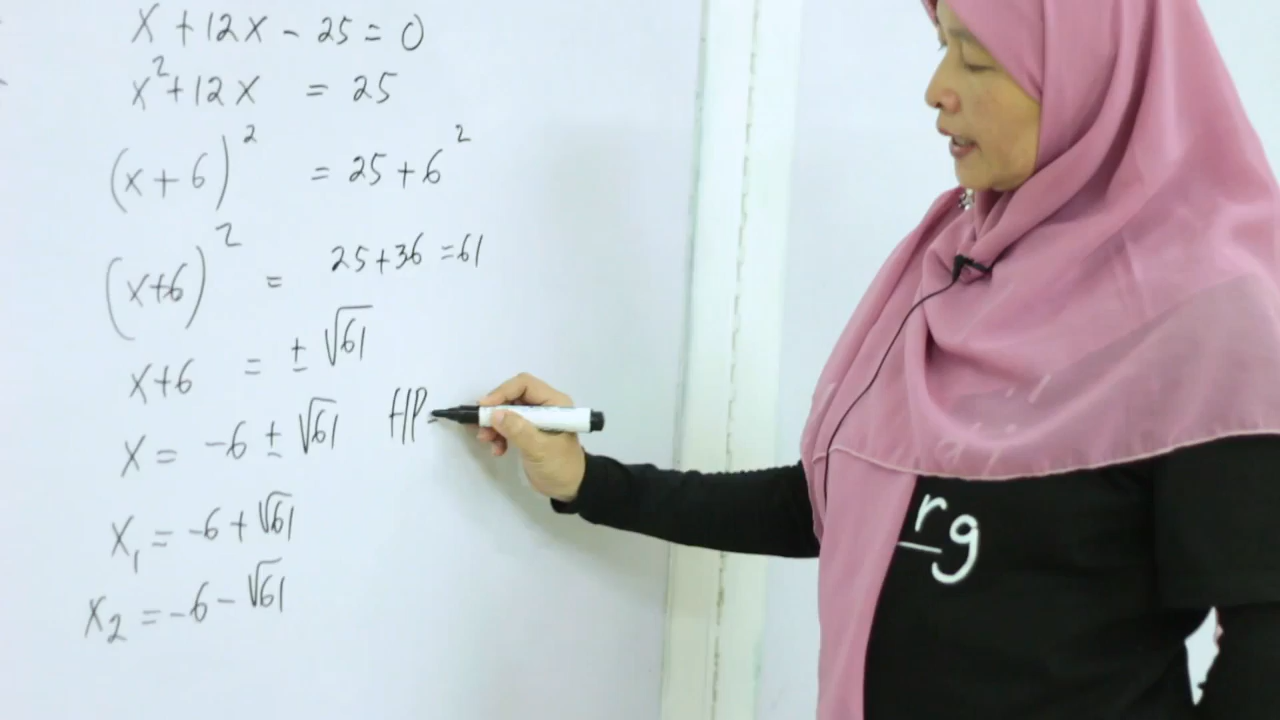 x + 12x - 25 = 0
x² + 12x = 25
(x + 6)² = 25 + 6²
(x+6)² = 25+36 = 61
x+6 = ± √61
x = -6 ± √61
HP =
x₁ = -6 + √61
x₂ = -6 - √61
rg